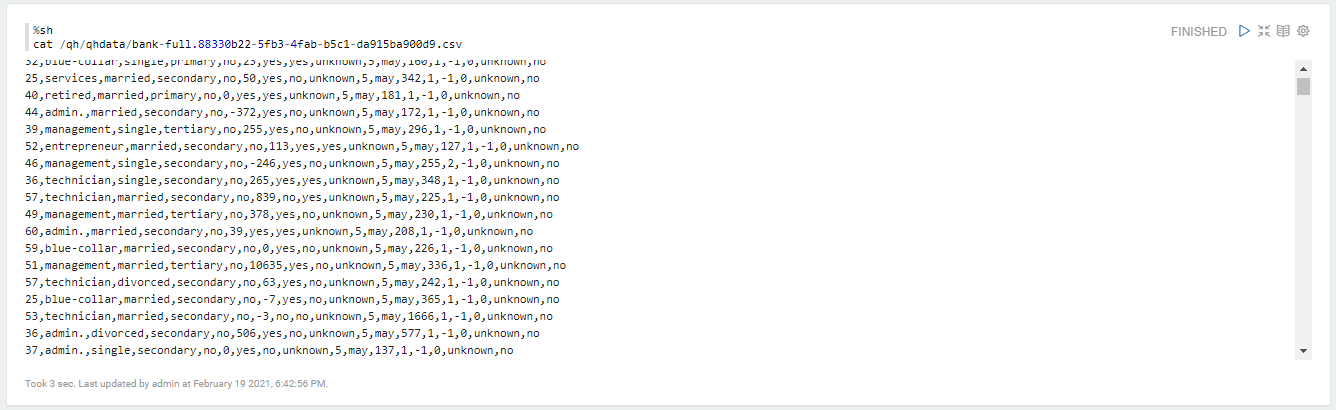 %sh
cat /qh/qhdata/bank-full.88330b22-5fb3-4fab-b5c1-da915ba900d9.csv
FINISHED
32,blue-collar,single,primary,no,23,yes,yes,unknown,5,may,160,1,-1,0,unknown,no
25,services,married,secondary,no,50,yes,no,unknown,5,may,342,1,-1,0,unknown,no
40,retired,married,primary,no,0,yes,yes,unknown,5,may,181,1,-1,0,unknown,no
44,admin.,married,secondary,no,-372,yes,no,unknown,5,may,172,1,-1,0,unknown,no
39,management,single,tertiary,no,255,yes,no,unknown,5,may,296,1,-1,0,unknown,no
52,entrepreneur,married,secondary,no,113,yes,yes,unknown,5,may,127,1,-1,0,unknown,no
46,management,single,secondary,no,-246,yes,no,unknown,5,may,255,2,-1,0,unknown,no
36,technician,single,secondary,no,265,yes,yes,unknown,5,may,348,1,-1,0,unknown,no
57,technician,married,secondary,no,839,no,yes,unknown,5,may,225,1,-1,0,unknown,no
49,management,married,tertiary,no,378,yes,no,unknown,5,may,230,1,-1,0,unknown,no
60,admin.,married,secondary,no,39,yes,yes,unknown,5,may,208,1,-1,0,unknown,no
59,blue-collar,married,secondary,no,0,yes,no,unknown,5,may,226,1,-1,0,unknown,no
51,management,married,tertiary,no,10635,yes,no,unknown,5,may,336,1,-1,0,unknown,no
57,technician,divorced,secondary,no,63,yes,no,unknown,5,may,242,1,-1,0,unknown,no
25,blue-collar,married,secondary,no,-7,yes,no,unknown,5,may,365,1,-1,0,unknown,no
53,technician,married,secondary,no,-3,no,no,unknown,5,may,1666,1,-1,0,unknown,no
36,admin.,divorced,secondary,no,506,yes,no,unknown,5,may,577,1,-1,0,unknown,no
37,admin.,single,secondary,no,0,yes,no,unknown,5,may,137,1,-1,0,unknown,no
Took 3 sec. Last updated by admin at February 19 2021, 6:42:56 PM.